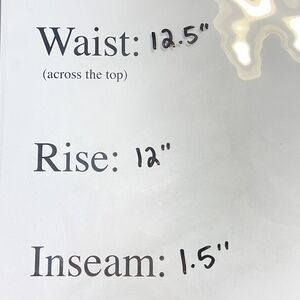 Waist: 12.5"
(across the top)
Rise: 12"
Inseam: 1.5"